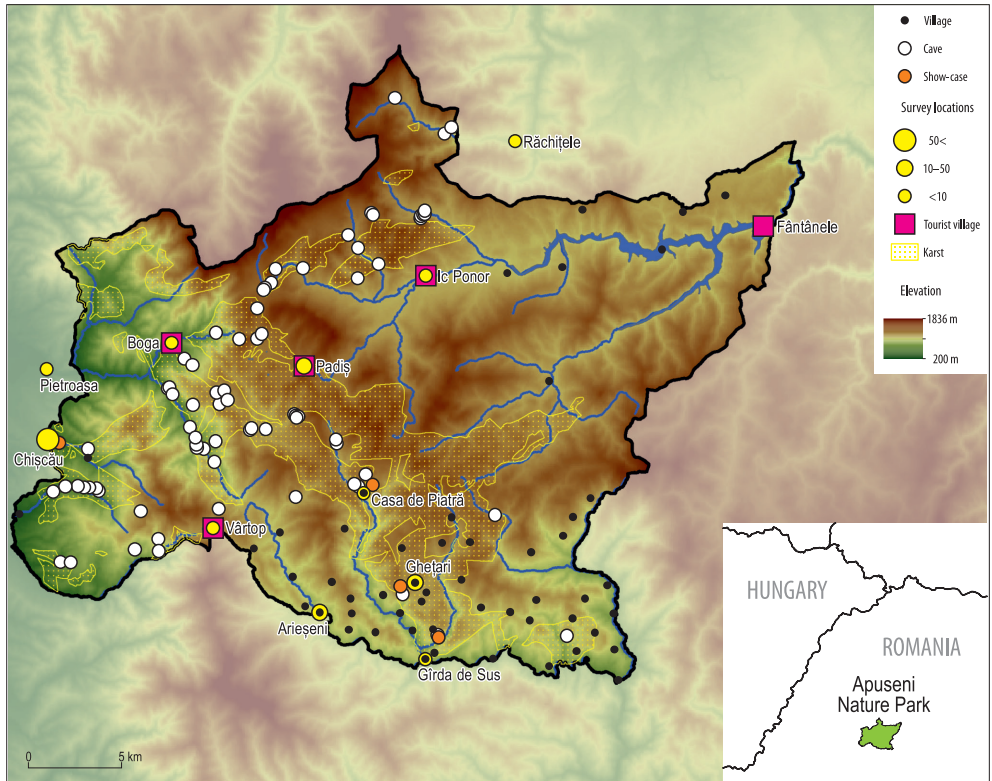 Village
Cave
Show-case
Survey locations
50<
10–50
<10
Tourist village
Karst
Elevation
1836 m
200 m
Răchițele
Fântânele
Ic Ponor
Boga
Padiș
Pietroasa
Chișcău
Casa de Piatră
Vârtop
Ghețari
Arieșeni
Gîrda de Sus
0 5 km
HUNGARY
ROMANIA
Apuseni
Nature Park